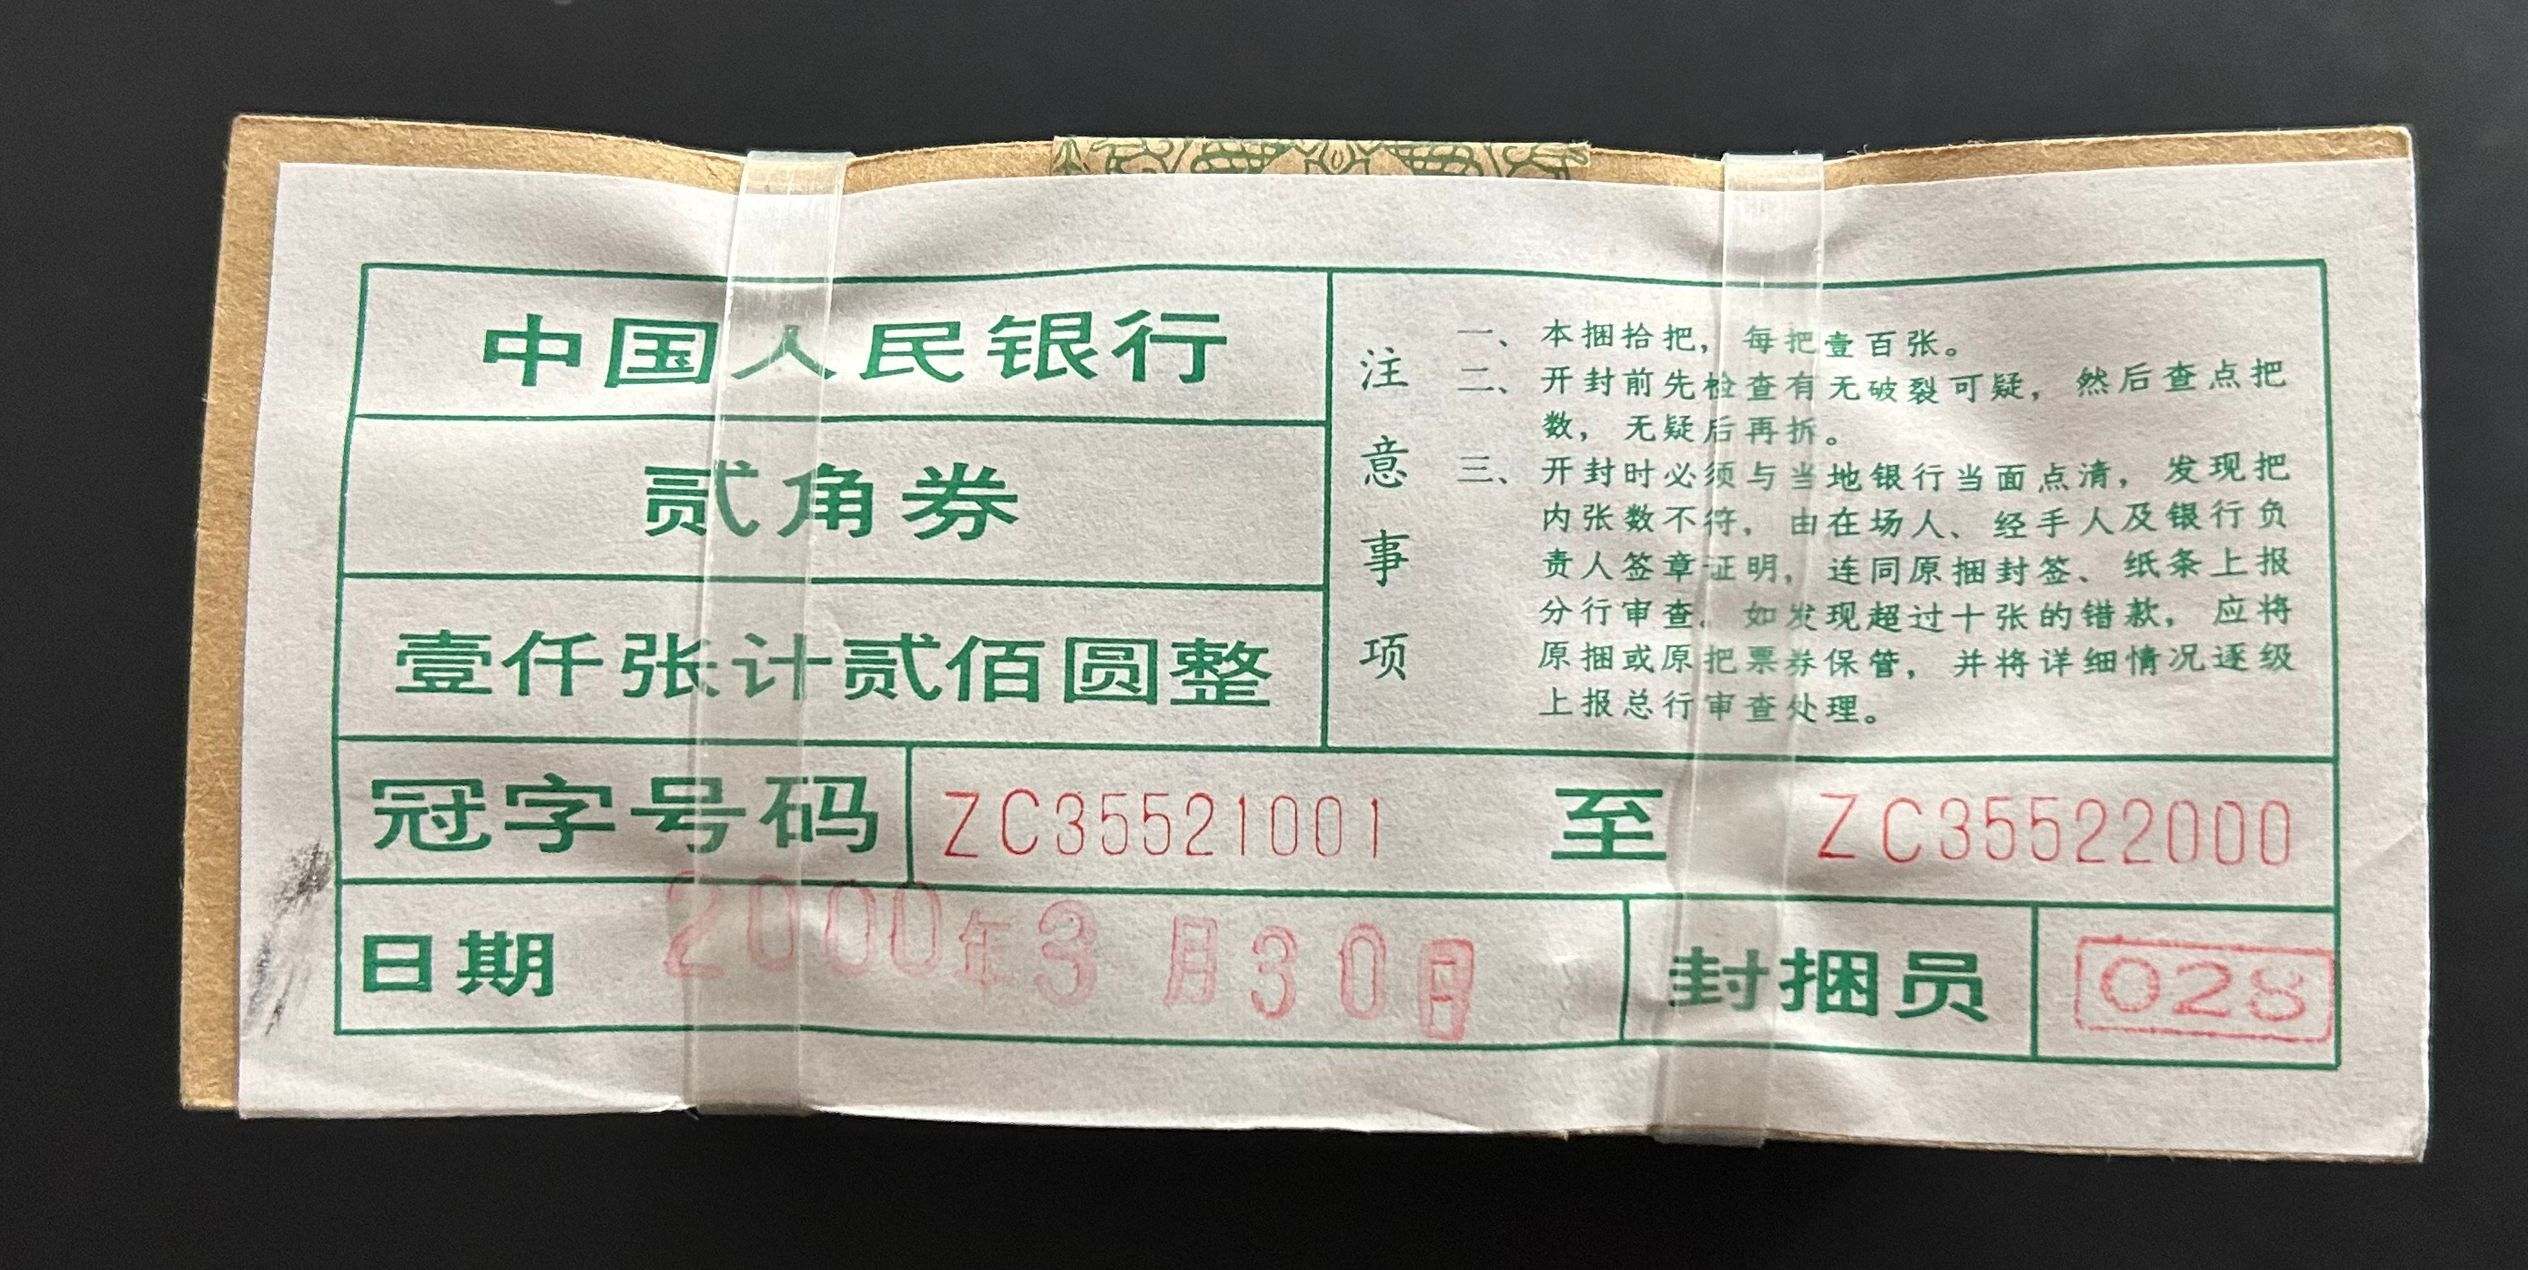 中国人民银行
贰角券
壹仟张计贰佰圆整
注意事项
一、本捆拾把，每把壹百张。
二、开封前先检查有无破裂可疑，然后查点把
数，无疑后再拆。
三、开封时必须与当地银行当面点清，发现把
内张数不符，由在场人、经手人及银行负
责人签章证明，连同原捆封签、纸条上报
分行审查。如发现超过十张的错款，应将
原捆或原把票券保管，并将详细情况逐级
上报总行审查处理。
冠字号码 ZC35521001 至 ZC35522000
日期 2000年3月30日 封捆员 028